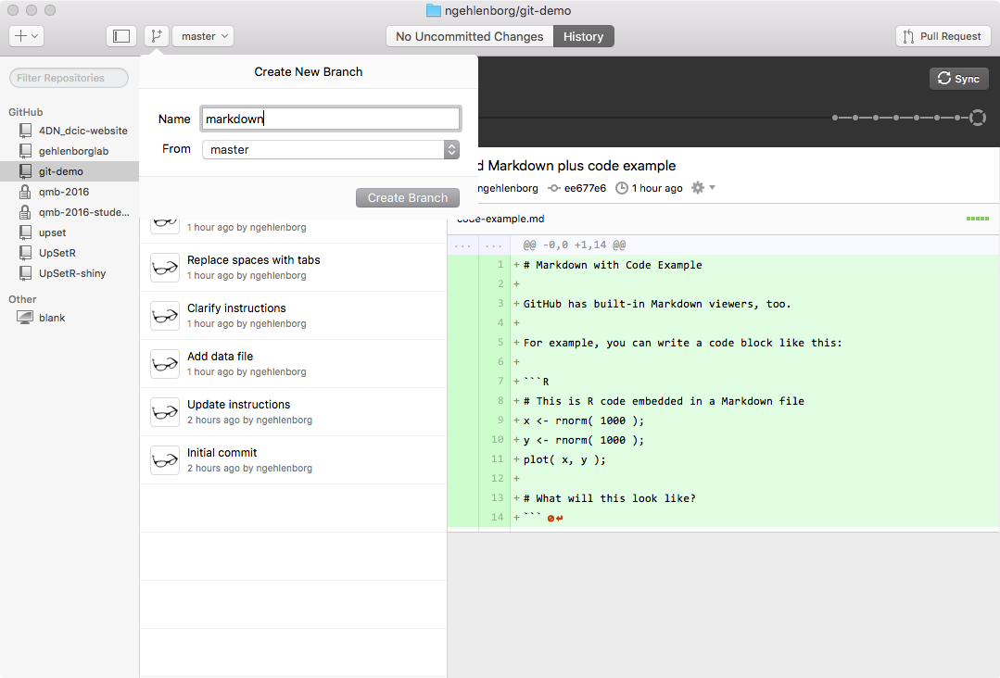 ngehlenborg/git-demo
master
No Uncommitted Changes
History
Pull Request
Filter Repositories
GitHub
4DN_dcic-website
gehlenborglab
git-demo
qmb-2016
qmb-2016-stude...
upset
UpSetR
UpSetR-shiny
Other
blank
Create New Branch
Name markdown
From master
Create Branch
1 hour ago by ngehlenborg
Replace spaces with tabs
1 hour ago by ngehlenborg
Clarify instructions
1 hour ago by ngehlenborg
Add data file
1 hour ago by ngehlenborg
Update instructions
2 hours ago by ngehlenborg
Initial commit
2 hours ago by ngehlenborg
Sync
d Markdown plus code example
ngehlenborg ee677e6 1 hour ago
code-example.md
... ... @@ -0,0 +1,14 @@
1 +# Markdown with Code Example
2 +
3 +GitHub has built-in Markdown viewers, too.
4 +
5 +For example, you can write a code block like this:
6 +
7 +```R
8 +# This is R code embedded in a Markdown file
9 +x <- rnorm( 1000 );
10 +y <- rnorm( 1000 );
11 +plot( x, y );
12 +
13 +# What will this look like?
14 +```